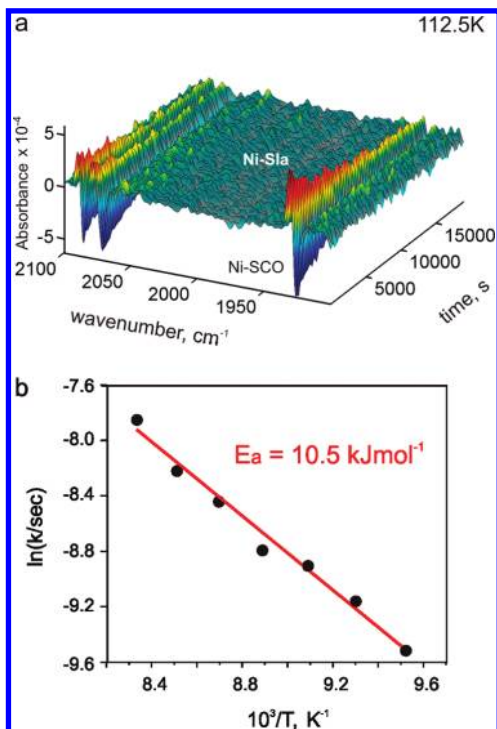 a
112.5K
Absorbance x 10⁻⁴
5
0
-5
Ni-SIa
Ni-SCO
2100
2050
2000
1950
wavenumber, cm⁻¹
5000
10000
15000
time, s
b
ln(k/sec)
-7.6
-8.0
-8.4
-8.8
-9.2
-9.6
Ea = 10.5 kJmol⁻¹
8.4
8.8
9.2
9.6
10³/T, K⁻¹